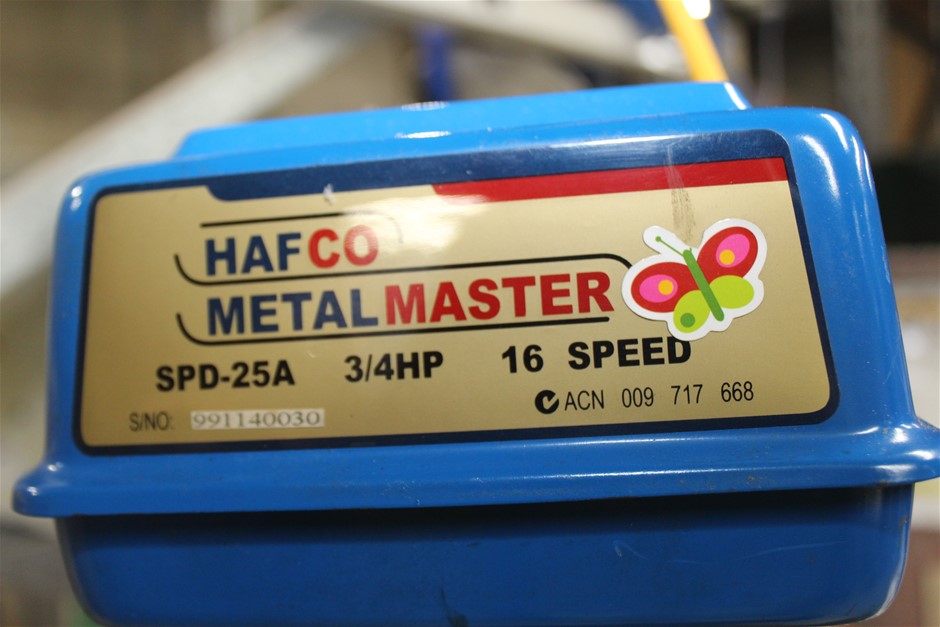 HAFCO
METALMASTER
SPD-25A 3/4HP 16 SPEED
S/NO: 991140030 ACN 009 717 668